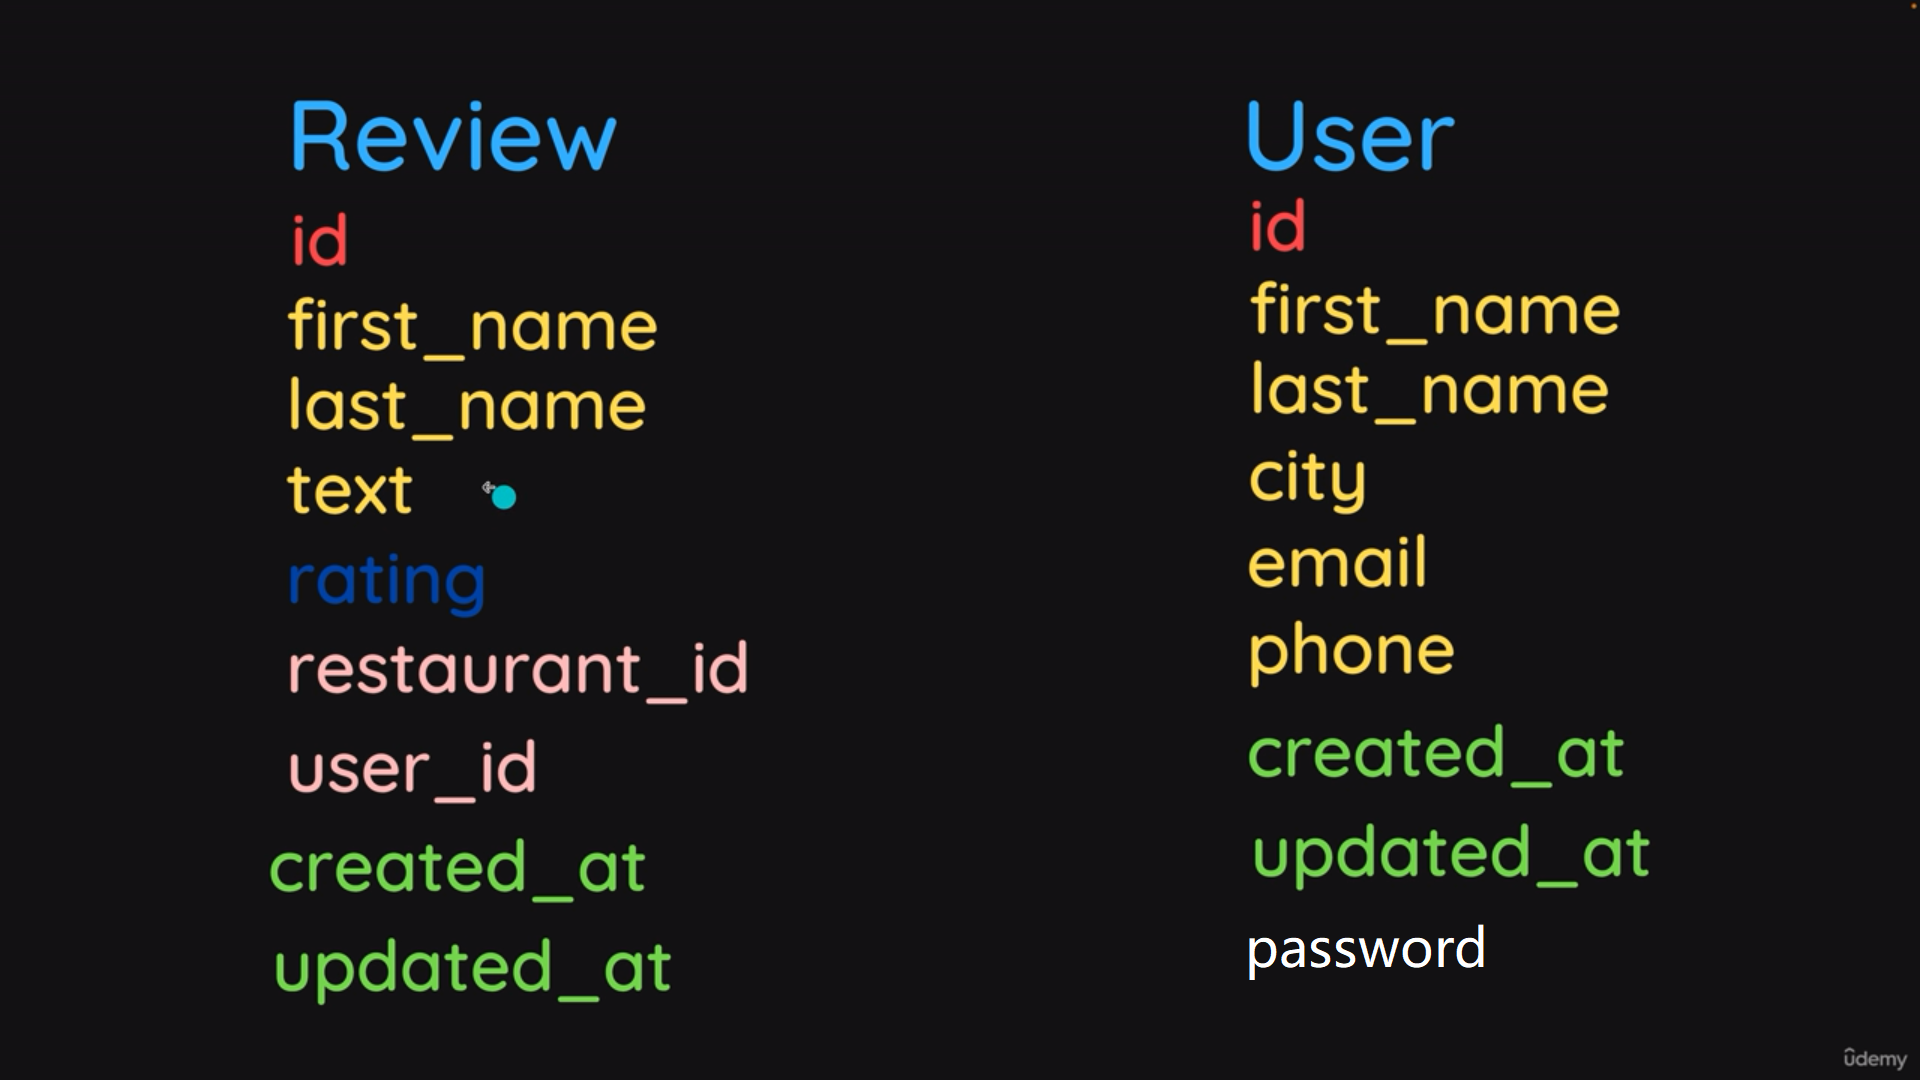 Review
id
first_name
last_name
text
rating
restaurant_id
user_id
created_at
updated_at
User
id
first_name
last_name
city
email
phone
created_at
updated_at
password
ûdemy